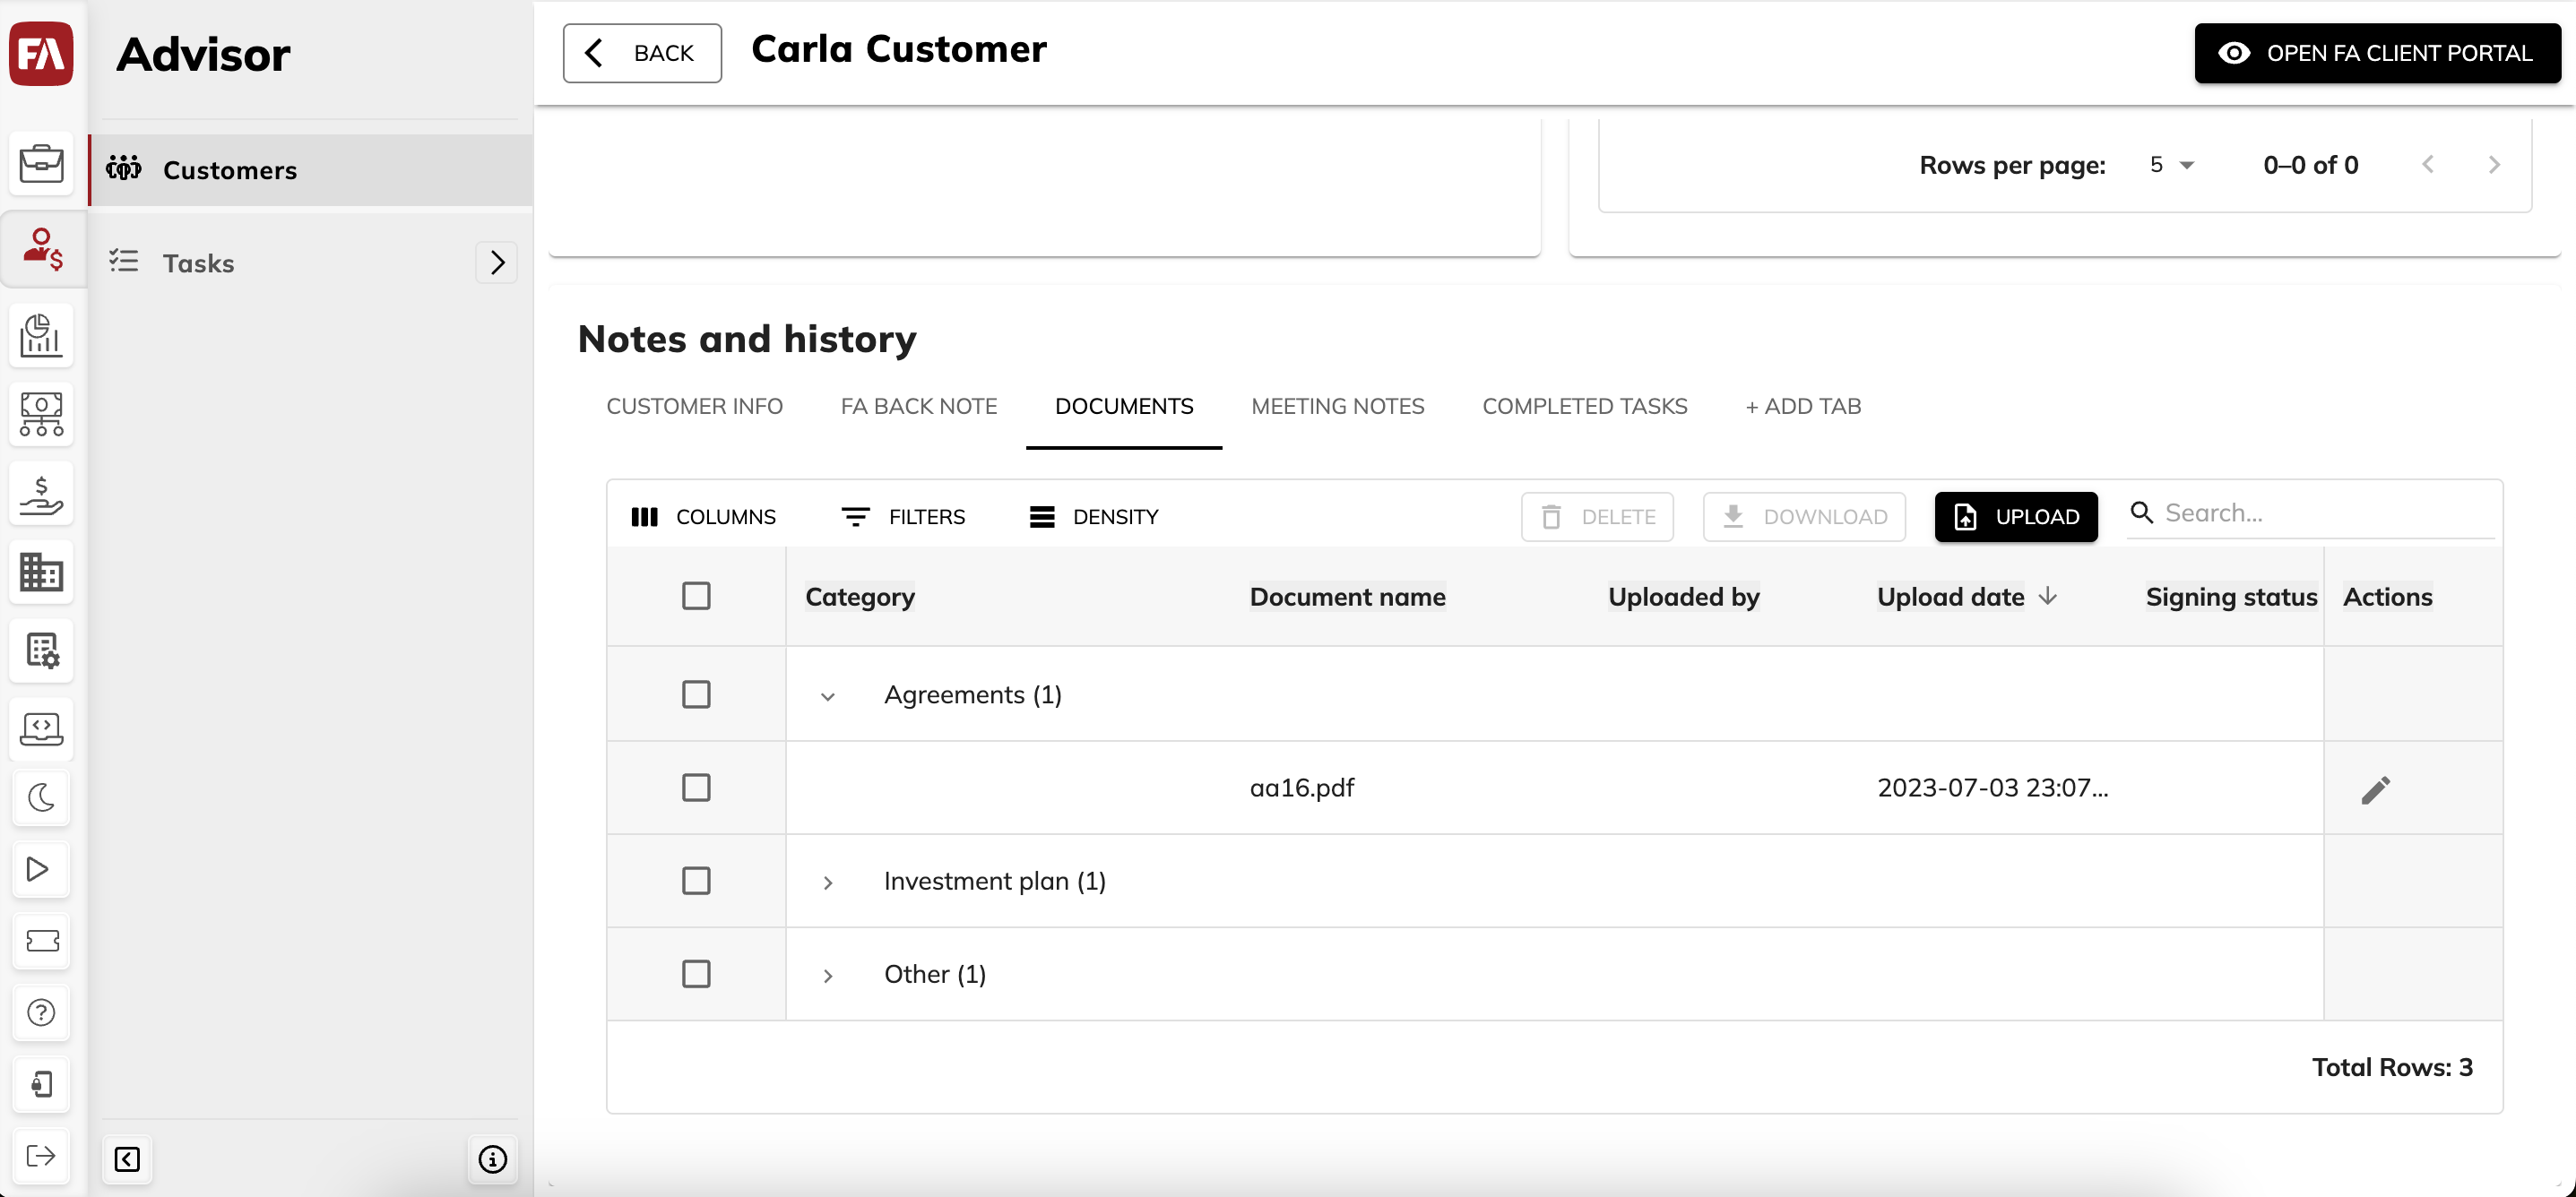 FA
Advisor
Customers
Tasks
BACK
Carla Customer
OPEN FA CLIENT PORTAL
Rows per page: 5 0–0 of 0
Notes and history
CUSTOMER INFO FA BACK NOTE DOCUMENTS MEETING NOTES COMPLETED TASKS + ADD TAB
COLUMNS FILTERS DENSITY DELETE DOWNLOAD UPLOAD Search...
Category Document name Uploaded by Upload date Signing status Actions
Agreements (1)
aa16.pdf 2023-07-03 23:07...
Investment plan (1)
Other (1)
Total Rows: 3